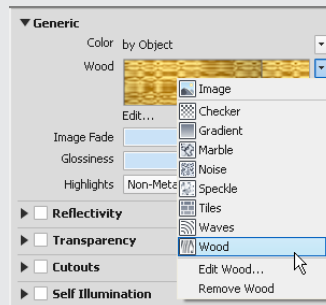 Generic
Color by Object
Wood
Image
Checker
Gradient
Marble
Noise
Speckle
Tiles
Waves
Wood
Edit Wood...
Remove Wood
Edit...
Image Fade
Glossiness
Highlights Non-Meta
Reflectivity
Transparency
Cutouts
Self Illumination